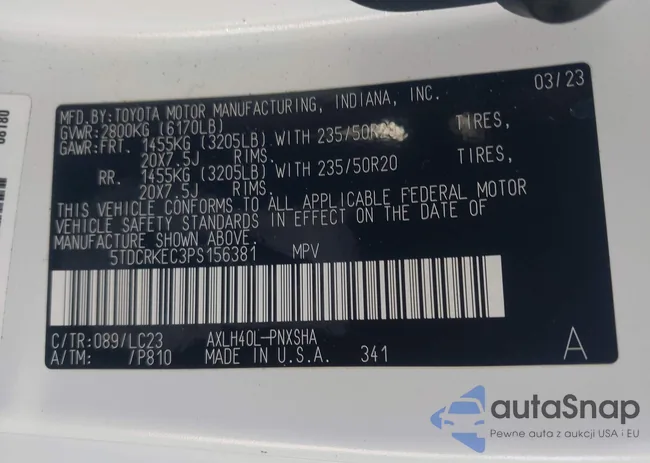 MFD.BY:TOYOTA MOTOR MANUFACTURING, INDIANA, INC. 03/23
GVWR:2800KG (6170LB)
GAWR:FRT. 1455KG (3205LB) WITH 235/50R20 TIRES,
20X7.5J RIMS.
RR. 1455KG (3205LB) WITH 235/50R20 TIRES,
20X7.5J RIMS.
THIS VEHICLE CONFORMS TO ALL APPLICABLE FEDERAL MOTOR
VEHICLE SAFETY STANDARDS IN EFFECT ON THE DATE OF
MANUFACTURE SHOWN ABOVE.
5TDCRKEC3PS156381 MPV
C/TR:089/LC23 AXLH40L-PNXSHA
A/TM: /P810 MADE IN U.S.A. 341 A
08180
autaSnap
Pewne auta z aukcji USA i EU